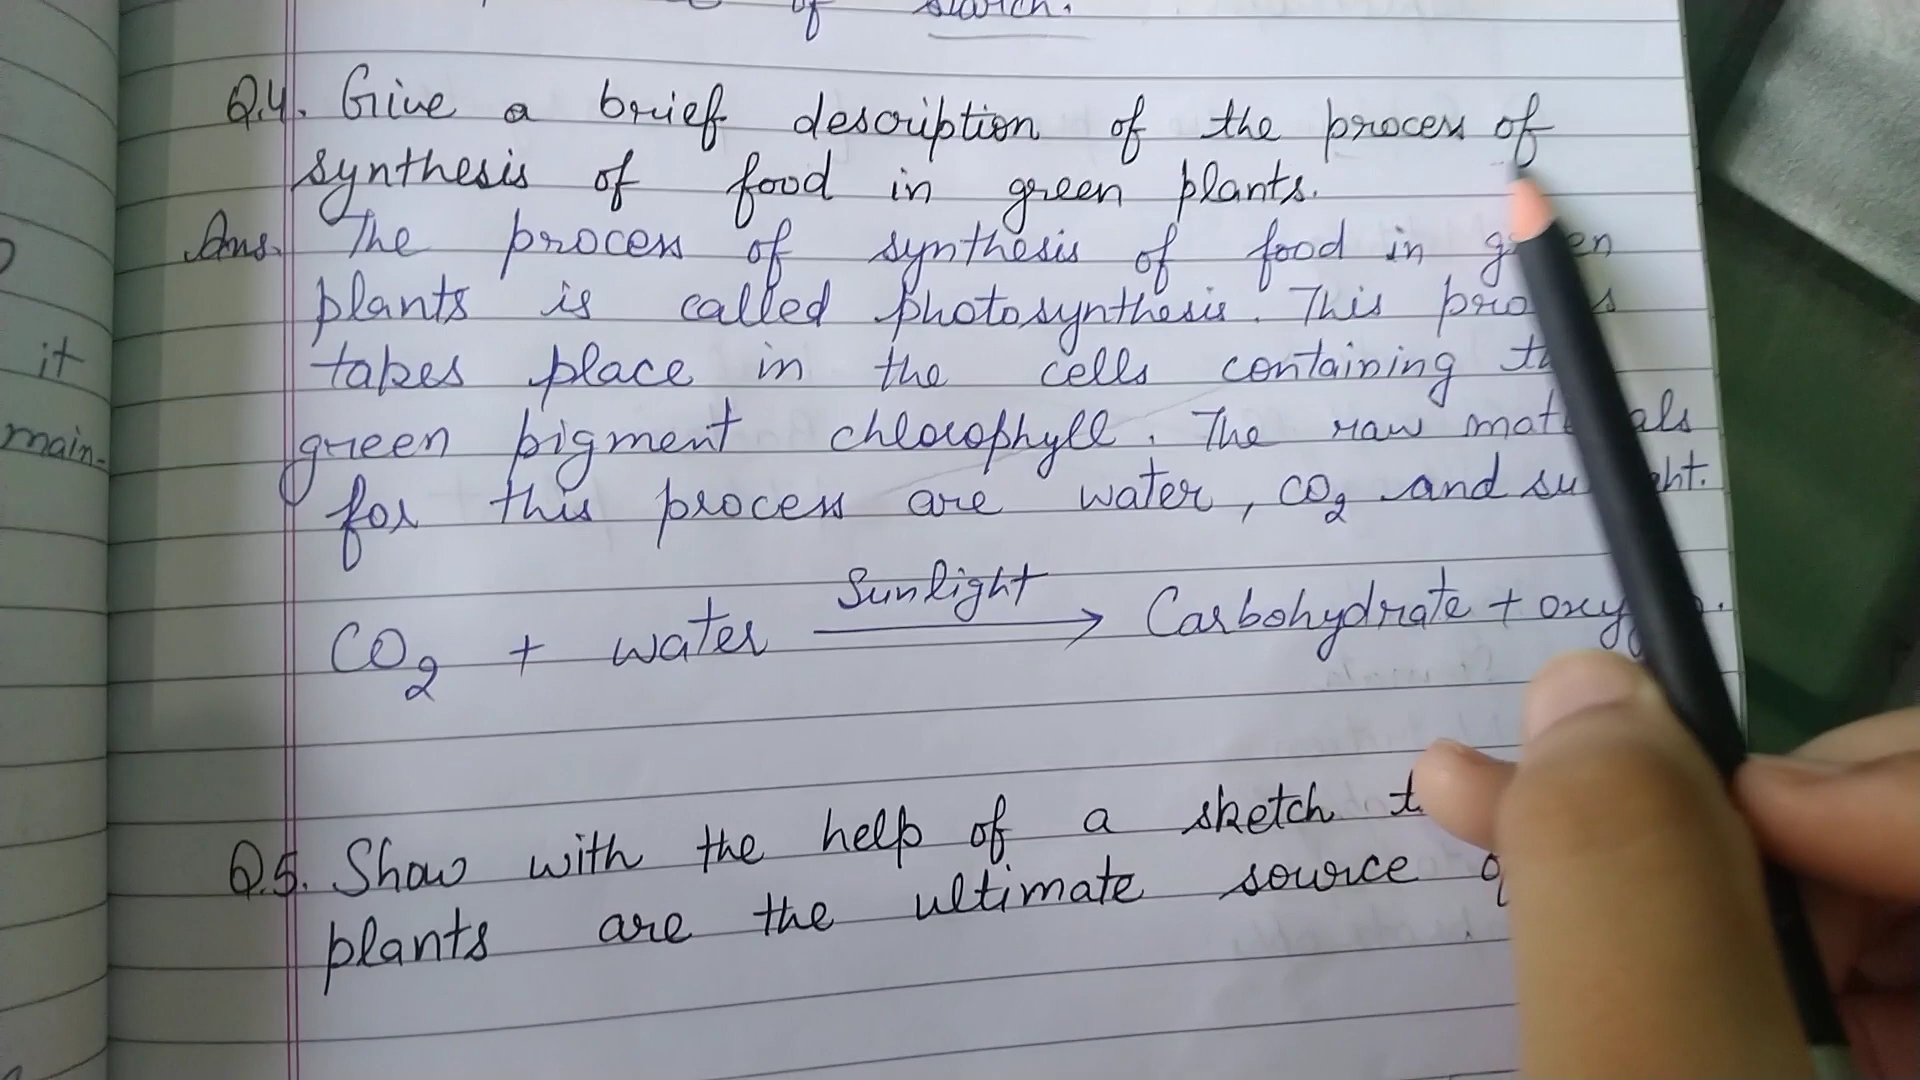 of starch.
Q.4. Give a brief description of the process of
synthesis of food in green plants.
Ans. The process of synthesis of food in
plants is called photosynthesis. This
takes place in the cells containing
green pigment chlorophyll. The raw
for this process are water, CO2 and
Sunlight
CO2 + water → Carbohydrate +
Q.5. Show with the help of a sketch
plants are the ultimate source
it
main-